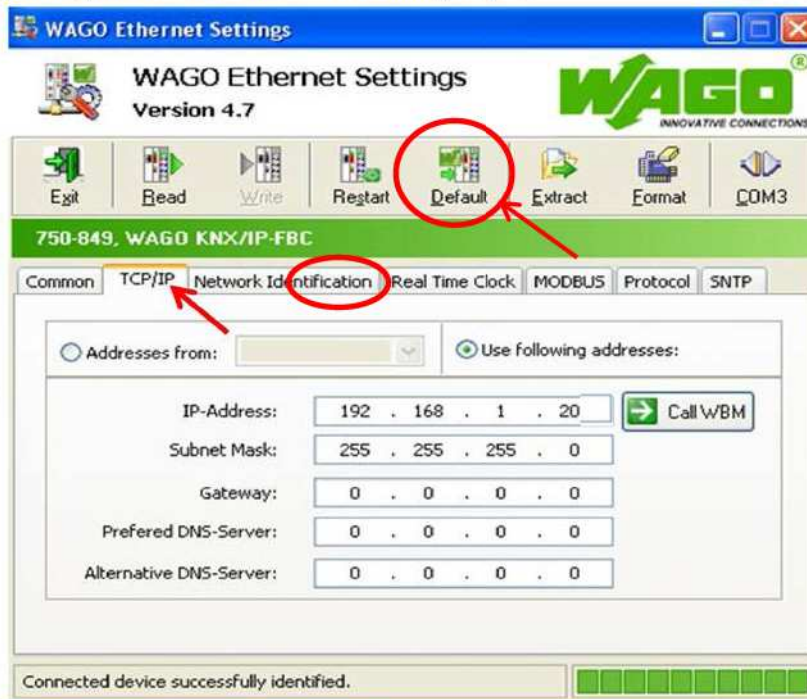 WAGO Ethernet Settings
WAGO Ethernet Settings
Version 4.7
WAGO®
INNOVATIVE CONNECTIONS
Exit Read Write Restart Default Extract Format COM3
750-849, WAGO KNX/IP-FBC
Common TCP/IP Network Identification Real Time Clock MODBUS Protocol SNTP
Addresses from: Use following addresses:
IP-Address: 192 . 168 . 1 . 20 Call WBM
Subnet Mask: 255 . 255 . 255 . 0
Gateway: 0 . 0 . 0 . 0
Prefered DNS-Server: 0 . 0 . 0 . 0
Alternative DNS-Server: 0 . 0 . 0 . 0
Connected device successfully identified.